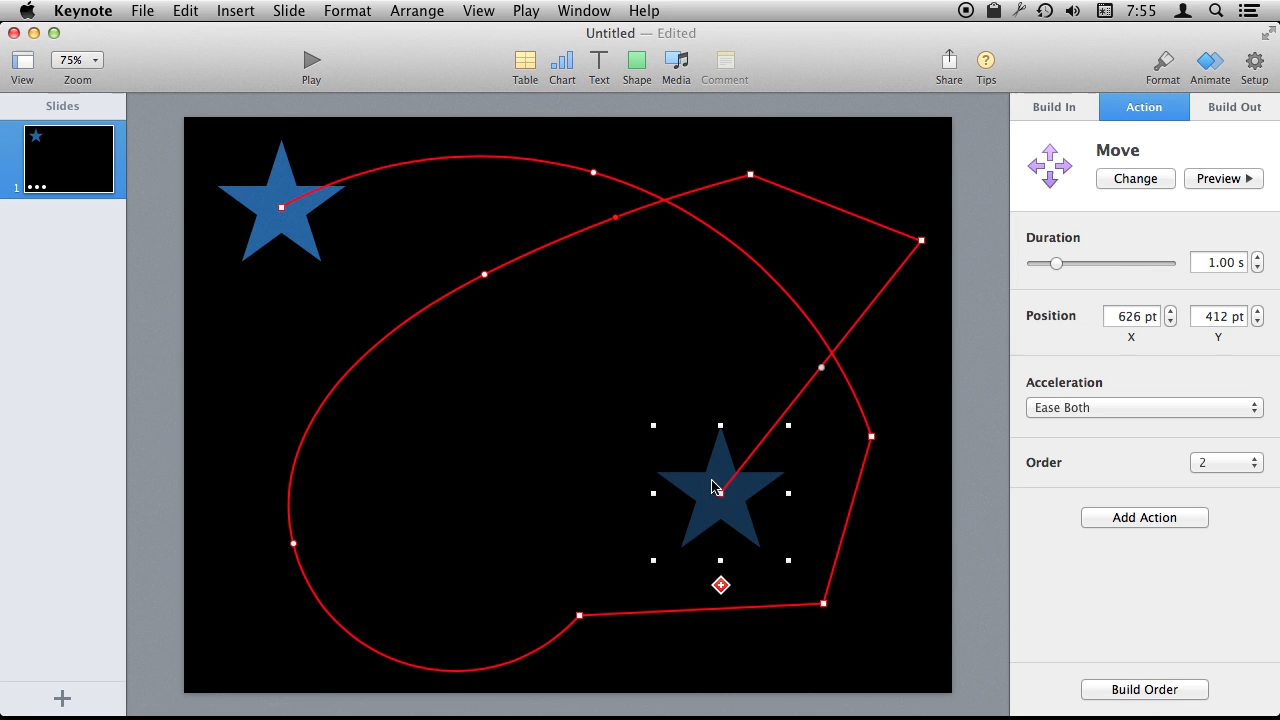 Keynote File Edit Insert Slide Format Arrange View Play Window Help 7:55
Untitled — Edited
75%
View Zoom Play Table Chart Text Shape Media Comment Share Tips Format Animate Setup
Slides
1
Build In Action Build Out
Move
Change Preview
Duration
1.00 s
Position 626 pt 412 pt
X Y
Acceleration
Ease Both
Order 2
Add Action
Build Order